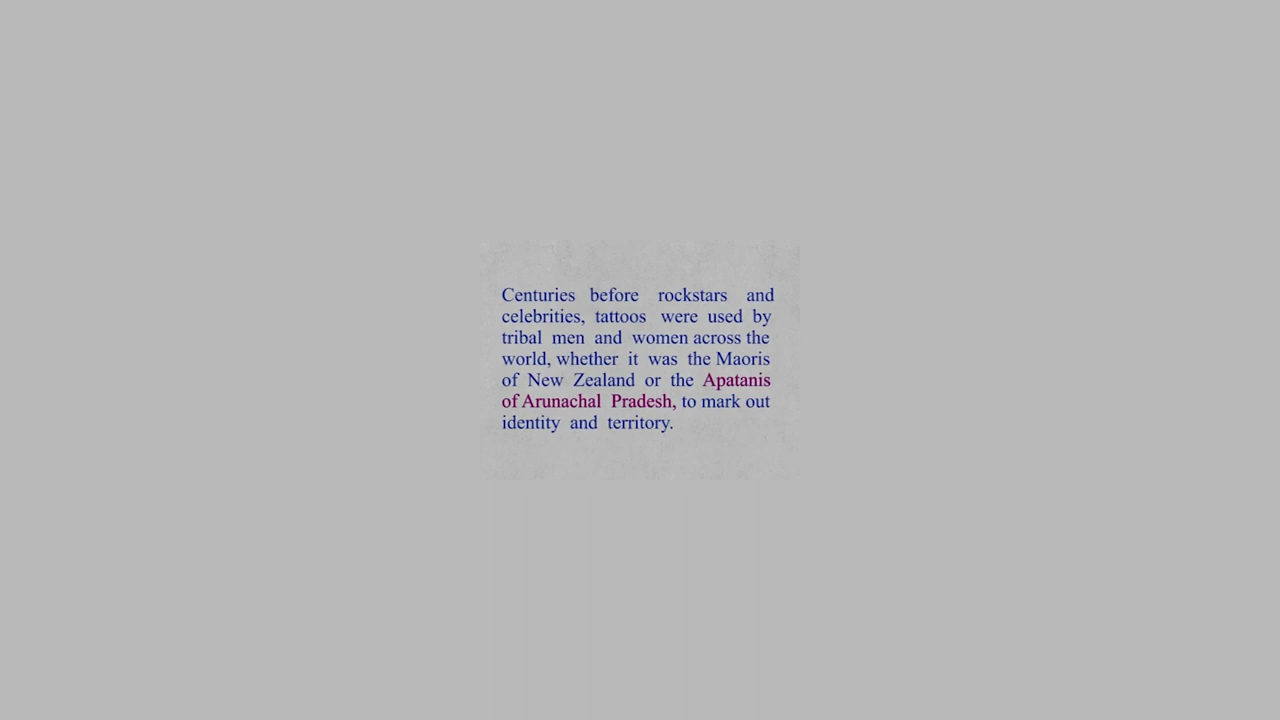 Centuries before rockstars and
celebrities, tattoos were used by
tribal men and women across the
world, whether it was the Maoris
of New Zealand or the Apatanis
of Arunachal Pradesh, to mark out
identity and territory.